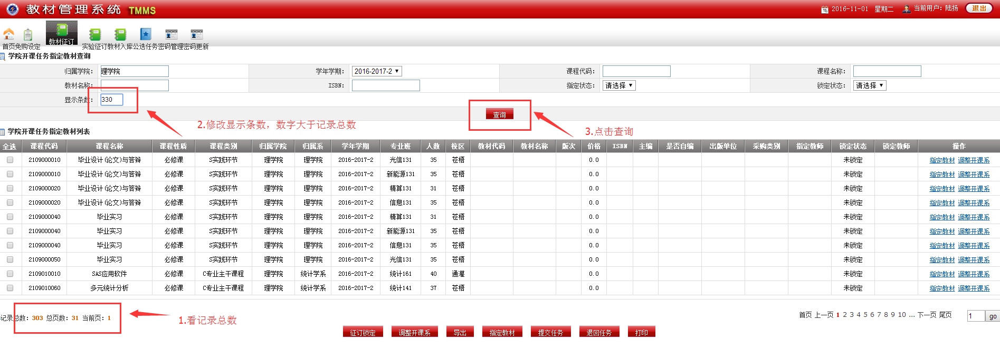 教材管理系统 TMMS 2016-11-01 星期二 当前用户：陆扬 退出
首页 免购设定 教材征订 实验征订 教材入库 公选任务 密码管理 密码更新
学院开课任务指定教材查询
归属学院： 理学院 学年学期： 2016-2017-2 课程代码： 课程名称：
教材名称： ISBN： 指定状态： 请选择 锁定状态： 请选择
显示条数： 330
查询
2.修改显示条数，数字大于记录总数
3.点击查询
学院开课任务指定教材列表
全选 课程代码 课程名称 课程性质 课程类别 归属学院 归属系 学年学期 专业班 人数 校区 教材代码 教材名称 版次 价格 ISBN 主编 是否自编 出版单位 采购类别 指定教师 锁定状态 锁定教师 操作
2109000010 毕业设计(论文)与答辩 必修课 S实践环节 理学院 理学院 2016-2017-2 光信131 35 苍梧 0.0 未锁定 指定教材 调整开课系
2109000010 毕业设计(论文)与答辩 必修课 S实践环节 理学院 理学院 2016-2017-2 新能源131 35 苍梧 0.0 未锁定 指定教材 调整开课系
2109000020 毕业设计(论文)与答辩 必修课 S实践环节 理学院 理学院 2016-2017-2 精算131 31 苍梧 0.0 未锁定 指定教材 调整开课系
2109000020 毕业设计(论文)与答辩 必修课 S实践环节 理学院 理学院 2016-2017-2 信息131 35 苍梧 0.0 未锁定 指定教材 调整开课系
2109000040 毕业实习 必修课 S实践环节 理学院 理学院 2016-2017-2 精算131 31 苍梧 0.0 未锁定 指定教材 调整开课系
2109000040 毕业实习 必修课 S实践环节 理学院 理学院 2016-2017-2 新能源131 35 苍梧 0.0 未锁定 指定教材 调整开课系
2109000040 毕业实习 必修课 S实践环节 理学院 理学院 2016-2017-2 信息131 35 苍梧 0.0 未锁定 指定教材 调整开课系
2109000050 毕业实习 必修课 S实践环节 理学院 理学院 2016-2017-2 光信131 35 苍梧 0.0 未锁定 指定教材 调整开课系
2109010010 SAS应用软件 必修课 C专业主干课程 理学院 统计学系 2016-2017-2 统计161 40 通灌 0.0 未锁定 指定教材 调整开课系
2109010060 多元统计分析 必修课 C专业主干课程 理学院 统计学系 2016-2017-2 统计141 37 苍梧 0.0 未锁定 指定教材 调整开课系
记录总数：303 总页数：31 当前页：1 1.看记录总数 首页 上一页 1 2 3 4 5 6 7 8 9 10 ... 下一页 尾页 1 go
征订锁定 调整开课系 导出 指定教材 提交任务 退回任务 打印